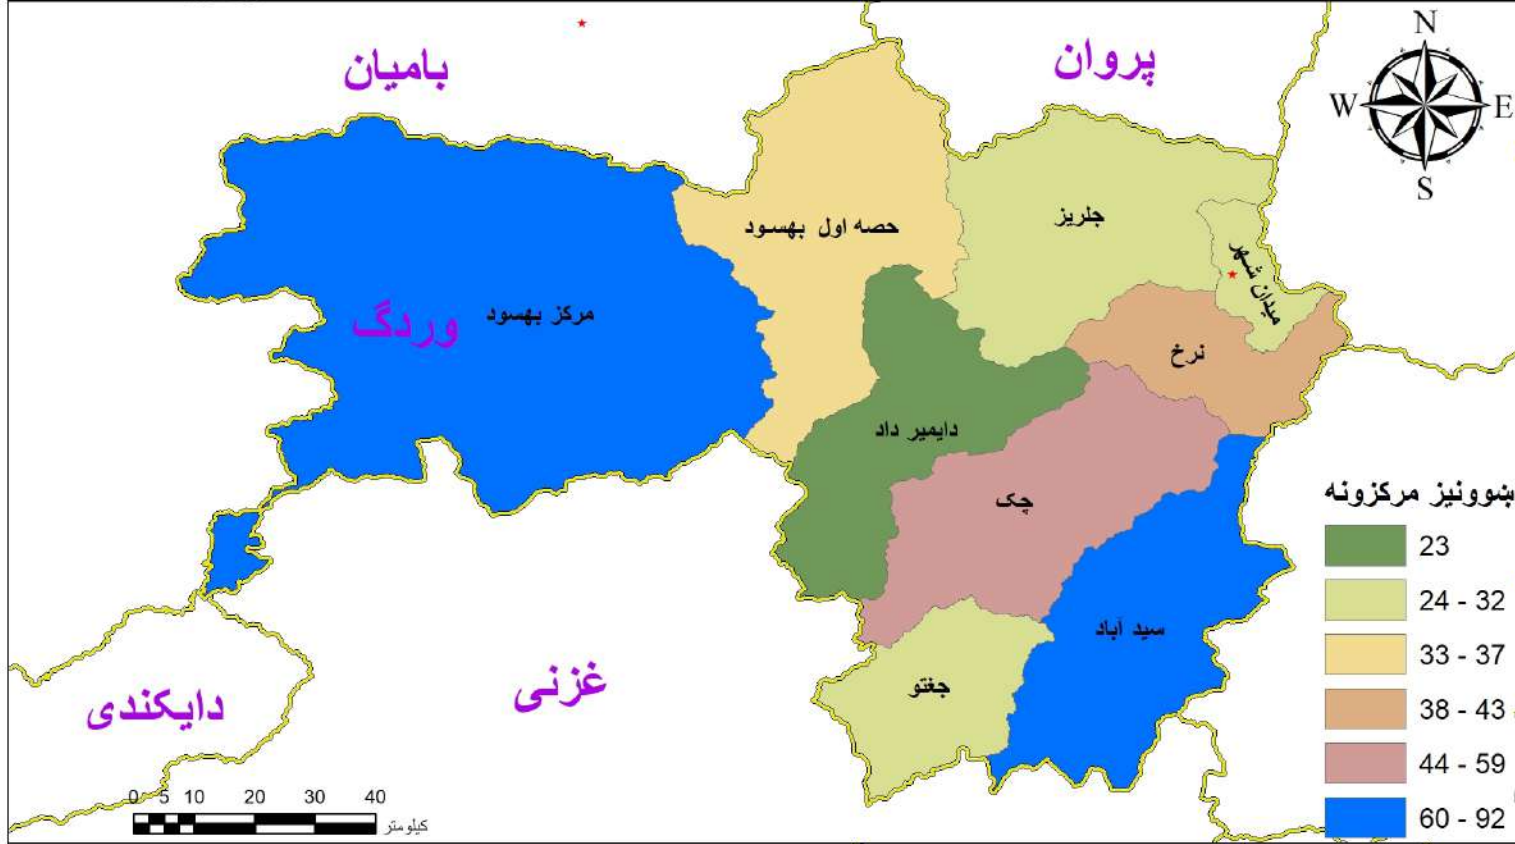 N
بامیان
پروان
W
E
S
جلریز
حصه اول بهسود
میدان شهر
وردگ
مرکز بهسود
نرخ
دایمیر داد
چک
ښوونیز مرکزونه
23
24 - 32
سید آباد
33 - 37
غزنی
جغتو
دایکندی
38 - 43
44 - 59
0 5 10 20 30 40
کیلومتر
60 - 92